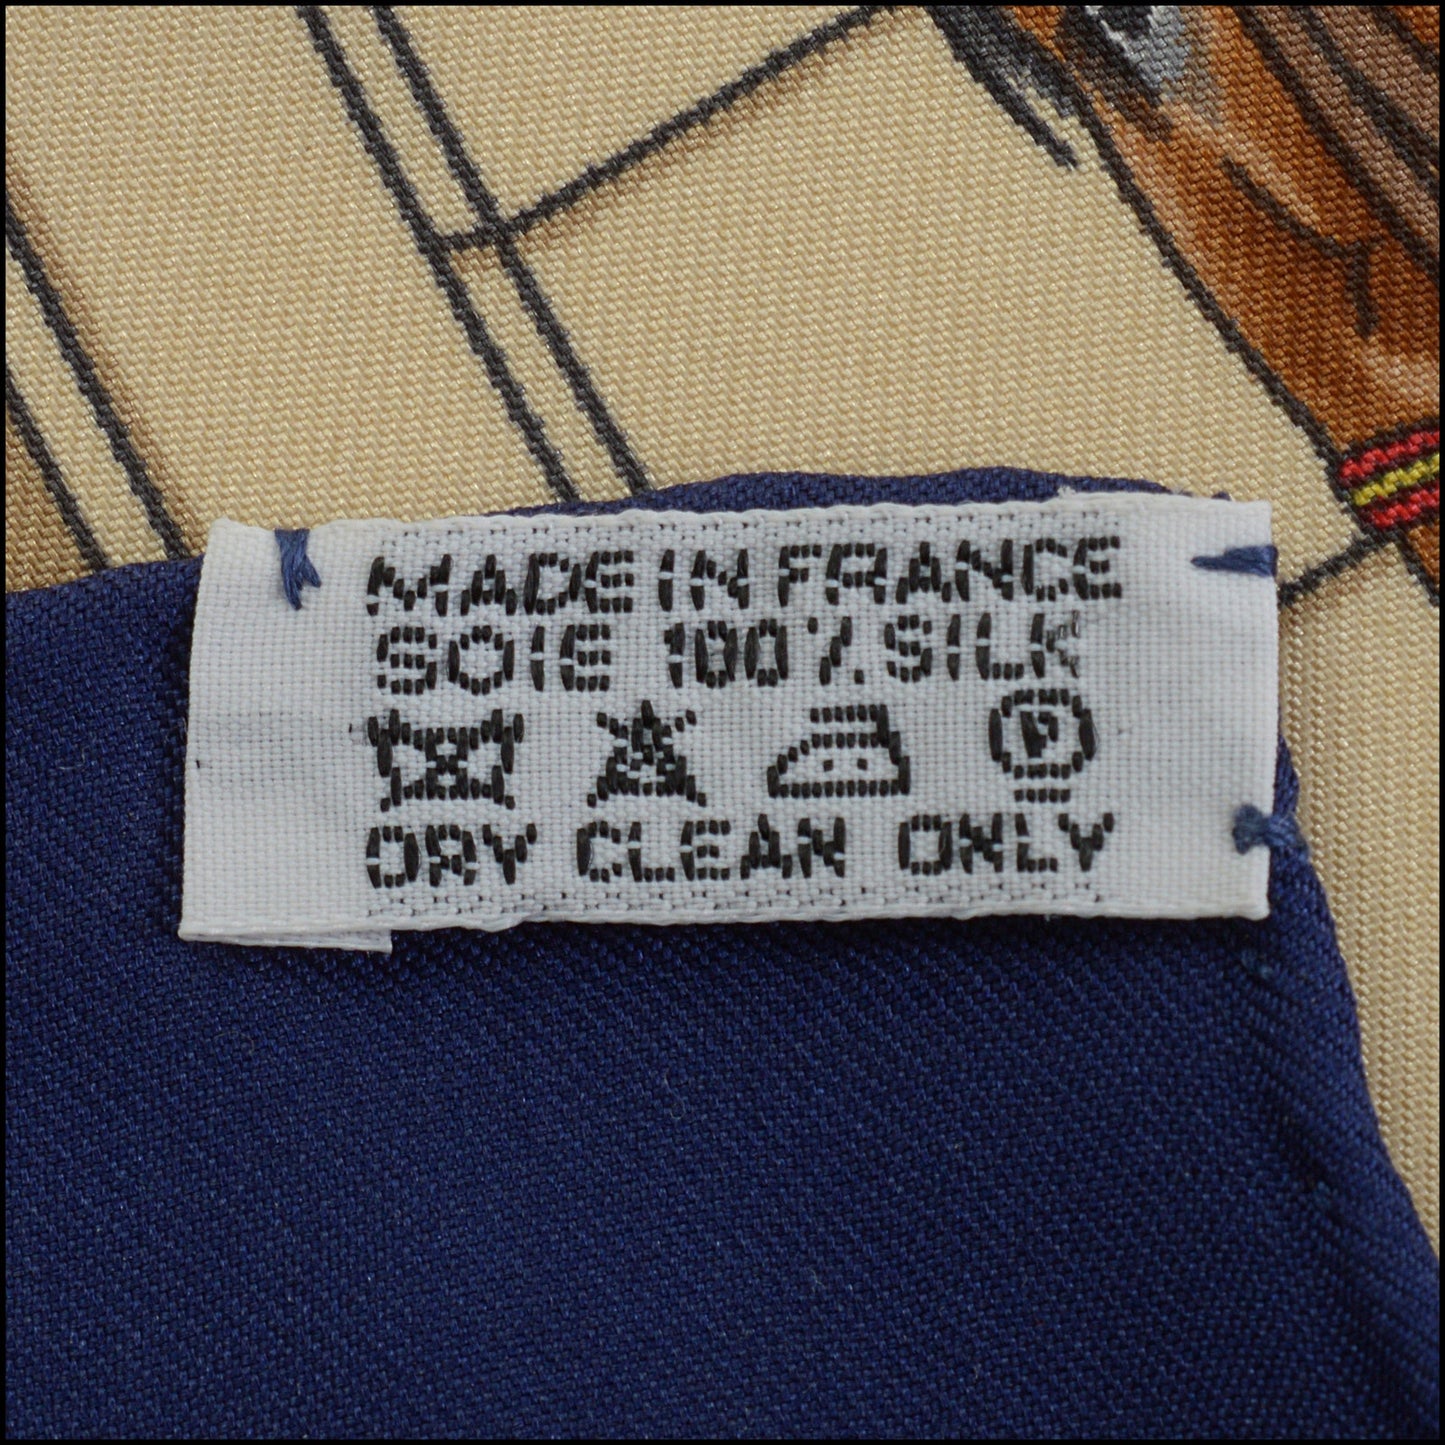 MADE IN FRANCE
SOIE 100% SILK
P
DRY CLEAN ONLY